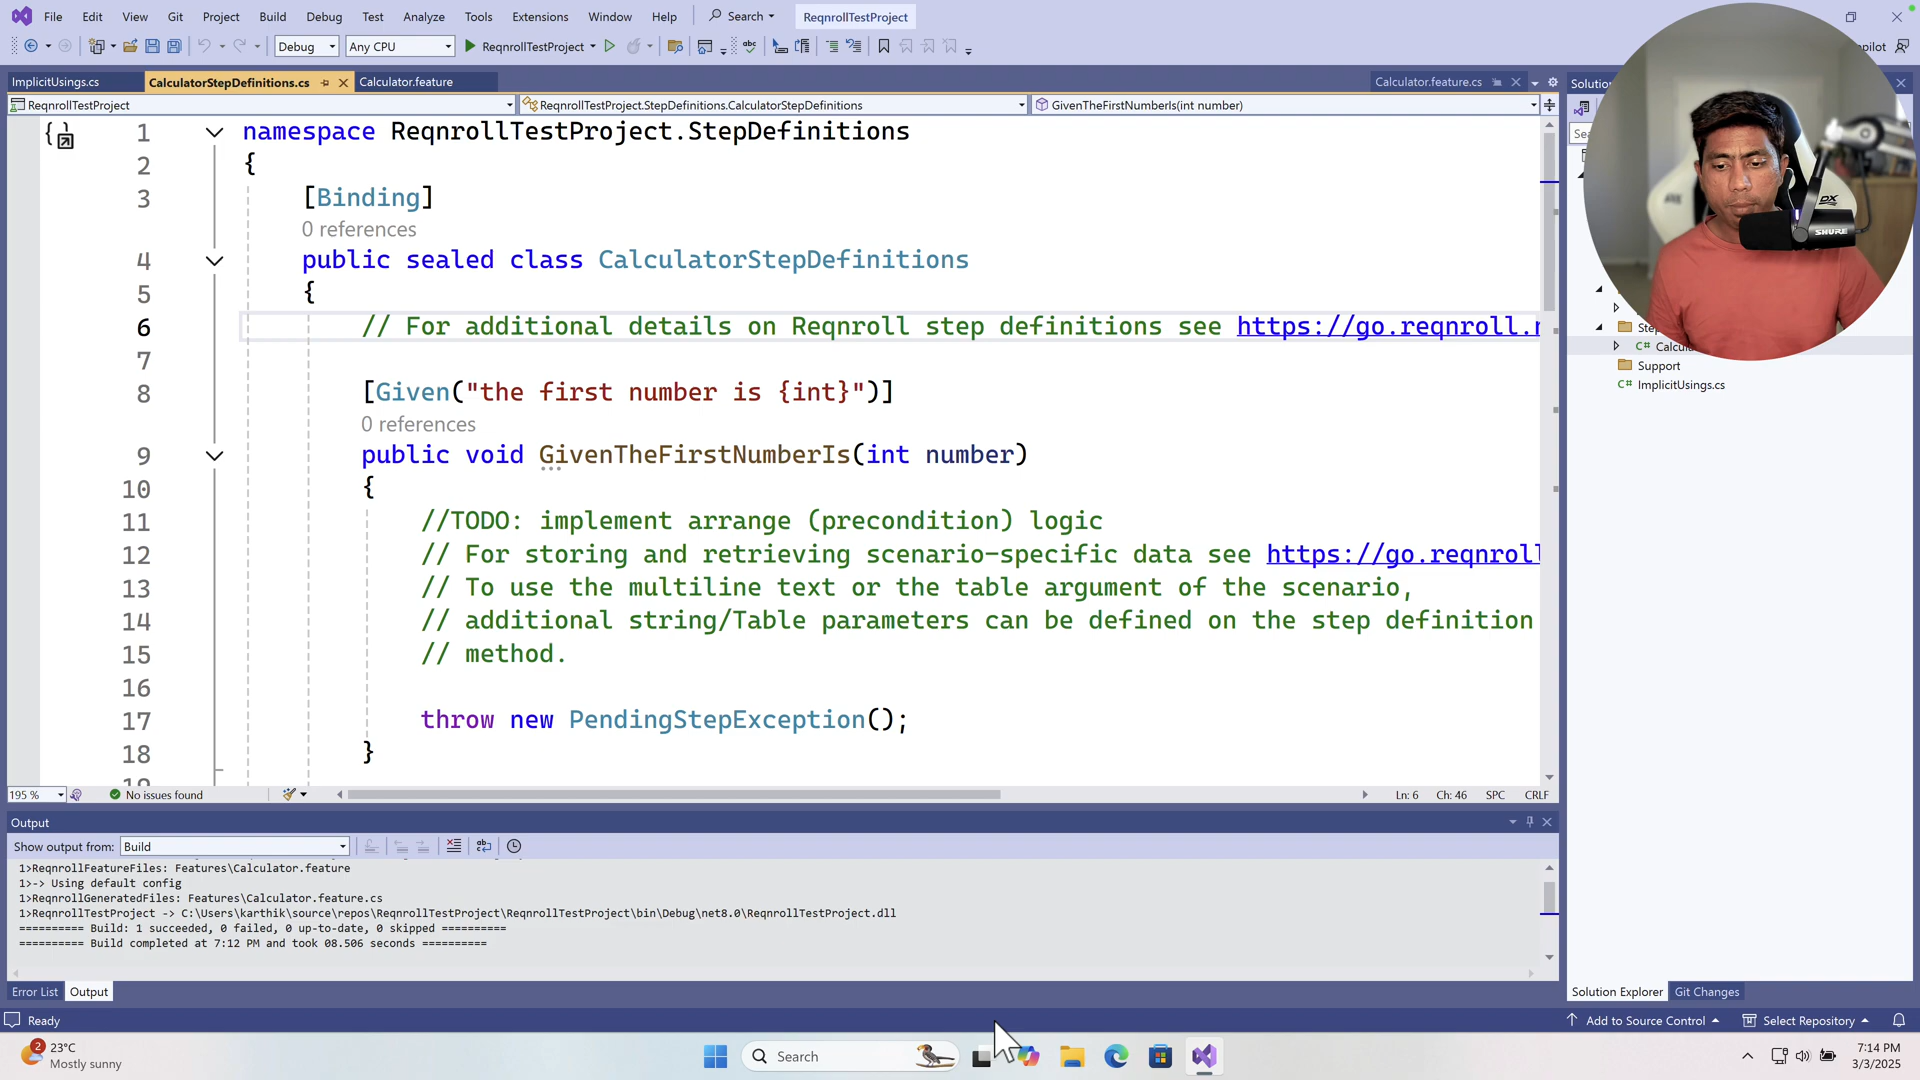 File Edit View Git Project Build Debug Test Analyze Tools Extensions Window Help Search ReqnrollTestProject
Debug Any CPU ReqnrollTestProject
ImplicitUsings.cs CalculatorStepDefinitions.cs Calculator.feature Calculator.feature.cs
ReqnrollTestProject ReqnrollTestProject.StepDefinitions.CalculatorStepDefinitions GivenTheFirstNumberIs(int number)
1 namespace ReqnrollTestProject.StepDefinitions
2 {
3 [Binding]
0 references
4 public sealed class CalculatorStepDefinitions
5 {
6 // For additional details on Reqnroll step definitions see https://go.reqnroll.
7
8 [Given("the first number is {int}")]
0 references
9 public void GivenTheFirstNumberIs(int number)
10 {
11 //TODO: implement arrange (precondition) logic
12 // For storing and retrieving scenario-specific data see https://go.reqnroll
13 // To use the multiline text or the table argument of the scenario,
14 // additional string/Table parameters can be defined on the step definition
15 // method.
16
17 throw new PendingStepException();
18 }
195 % No issues found Ln: 6 Ch: 46 SPC CRLF
Output
Show output from: Build
1>ReqnrollFeatureFiles: Features\Calculator.feature
1>-> Using default config
1>ReqnrollGeneratedFiles: Features\Calculator.feature.cs
1>ReqnrollTestProject -> C:\Users\karthik\source\repos\ReqnrollTestProject\ReqnrollTestProject\bin\Debug\net8.0\ReqnrollTestProject.dll
========== Build: 1 succeeded, 0 failed, 0 up-to-date, 0 skipped ==========
========== Build completed at 7:12 PM and took 08.506 seconds ==========
Error List Output
Ready
Support
C# ImplicitUsings.cs
DX
SHURE
Solution Explorer Git Changes
Add to Source Control Select Repository
2
23°C
Mostly sunny
Search
7:14 PM
3/3/2025